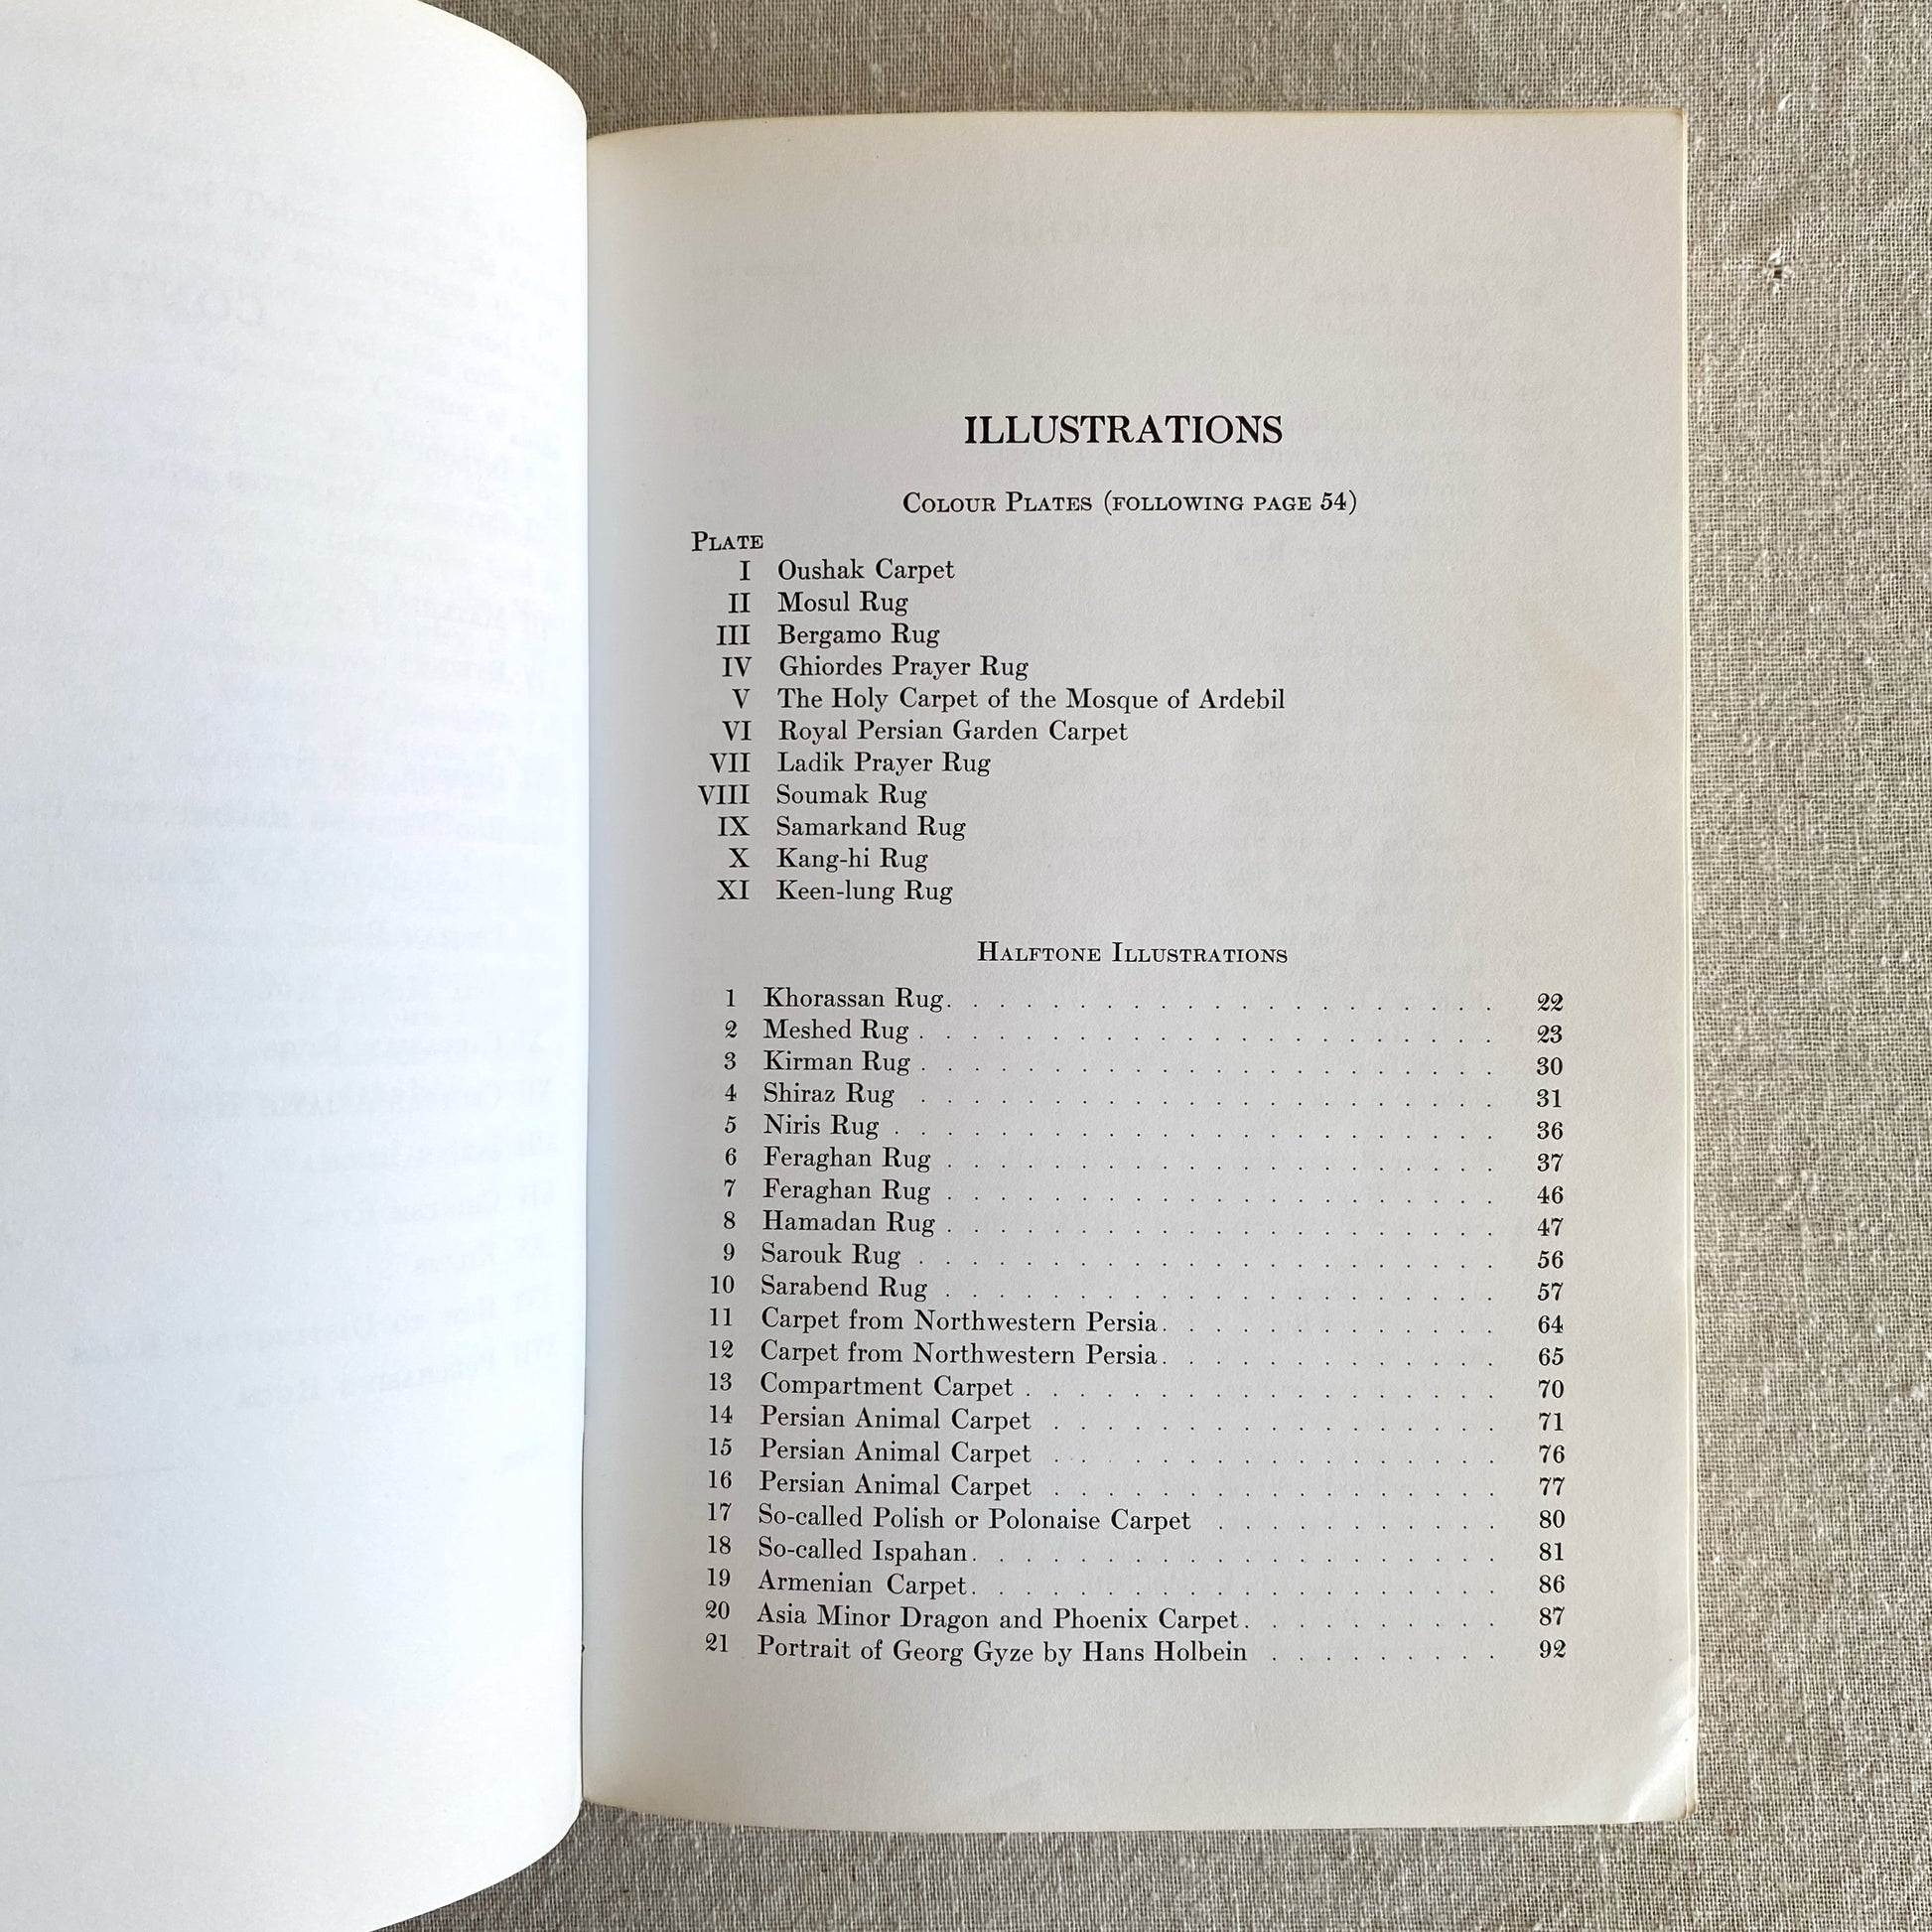 ILLUSTRATIONS
COLOUR PLATES (FOLLOWING PAGE 54)
PLATE
I Oushak Carpet
II Mosul Rug
III Bergamo Rug
IV Ghiordes Prayer Rug
V The Holy Carpet of the Mosque of Ardebil
VI Royal Persian Garden Carpet
VII Ladik Prayer Rug
VIII Soumak Rug
IX Samarkand Rug
X Kang-hi Rug
XI Keen-lung Rug
HALFTONE ILLUSTRATIONS
1 Khorassan Rug. . . . . . . . . . . . . . . . . . . . . 22
2 Meshed Rug . . . . . . . . . . . . . . . . . . . . . . 23
3 Kirman Rug . . . . . . . . . . . . . . . . . . . . . . 30
4 Shiraz Rug . . . . . . . . . . . . . . . . . . . . . . 31
5 Niris Rug . . . . . . . . . . . . . . . . . . . . . . . 36
6 Feraghan Rug . . . . . . . . . . . . . . . . . . . . . 37
7 Feraghan Rug . . . . . . . . . . . . . . . . . . . . . 46
8 Hamadan Rug . . . . . . . . . . . . . . . . . . . . . 47
9 Sarouk Rug . . . . . . . . . . . . . . . . . . . . . . 56
10 Sarabend Rug . . . . . . . . . . . . . . . . . . . . . 57
11 Carpet from Northwestern Persia. . . . . . . . . . . . . 64
12 Carpet from Northwestern Persia. . . . . . . . . . . . . 65
13 Compartment Carpet . . . . . . . . . . . . . . . . . . 70
14 Persian Animal Carpet . . . . . . . . . . . . . . . . . 71
15 Persian Animal Carpet . . . . . . . . . . . . . . . . . 76
16 Persian Animal Carpet . . . . . . . . . . . . . . . . . 77
17 So-called Polish or Polonaise Carpet . . . . . . . . . . . 80
18 So-called Ispahan. . . . . . . . . . . . . . . . . . . . 81
19 Armenian Carpet. . . . . . . . . . . . . . . . . . . . 86
20 Asia Minor Dragon and Phoenix Carpet. . . . . . . . . . 87
21 Portrait of Georg Gyze by Hans Holbein . . . . . . . . . 92